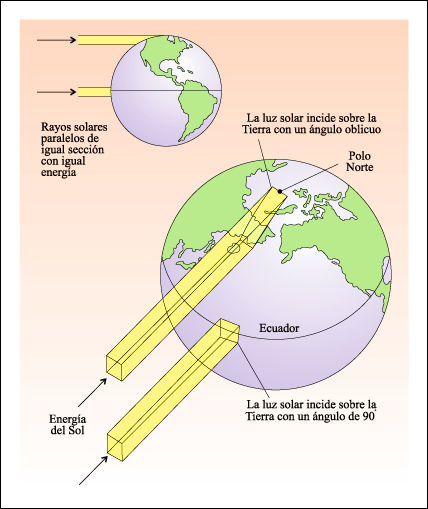 Rayos solares
paralelos de
igual sección
con igual
energía
La luz solar incide sobre la
Tierra con un ángulo oblicuo
Polo
Norte
Ecuador
La luz solar incide sobre la
Tierra con un ángulo de 90
Energía
del Sol